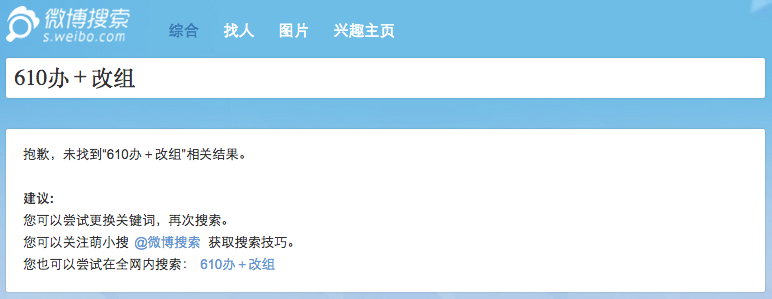 微博搜索
s.weibo.com
综合 找人 图片 兴趣主页
610办＋改组
抱歉，未找到“610办＋改组”相关结果。
建议：
您可以尝试更换关键词，再次搜索。
您可以关注萌小搜 @微博搜索 获取搜索技巧。
您也可以尝试在全网内搜索： 610办＋改组